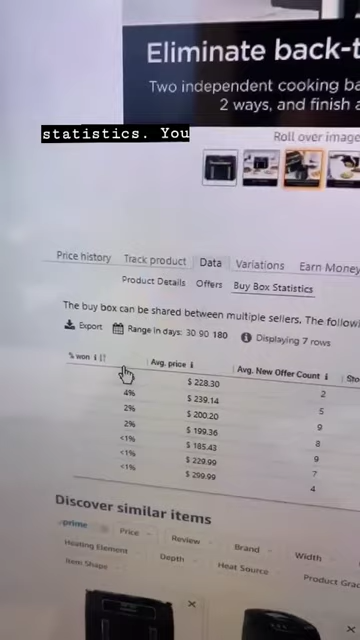 Eliminate back-t
Two independent cooking ba
2 ways, and finish a
statistics. You
Roll over image
Price history Track product Data Variations Earn Money
Product Details Offers Buy Box Statistics
The buy box can be shared between multiple sellers. The followi
Export Range in days: 30 90 180 Displaying 7 rows
% won Avg. price Avg. New Offer Count Sto
$ 228.30 2
4% $ 239.14 5
2% $ 200.20 9
2% $ 199.36 8
<1% $ 185.43 9
<1% $ 229.99 7
<1% $ 299.99 4
Discover similar items
prime Price Review Brand Width
Heating Element Depth Heat Source Product Grad
Item Shape